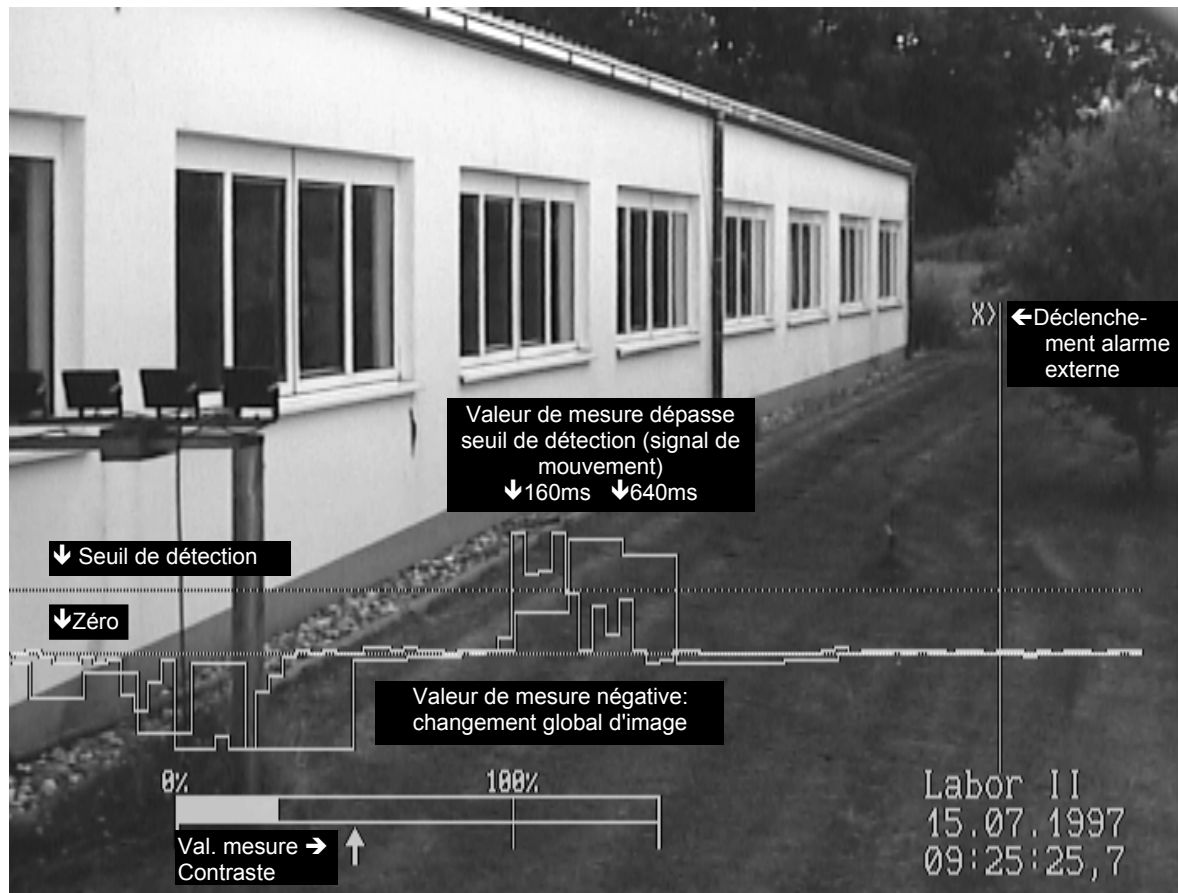 X>
←Déclenche-
ment alarme
externe
Valeur de mesure dépasse
seuil de détection (signal de
mouvement)
↓160ms ↓640ms
↓ Seuil de détection
↓Zéro
Valeur de mesure négative:
changement global d'image
0% 100%
Val. mesure →
Contraste
Labor II
15.07.1997
09:25:25,7